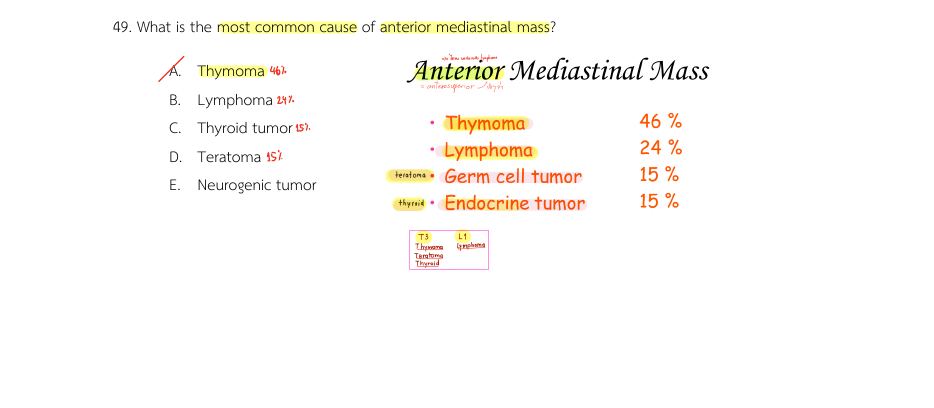 49. What is the most common cause of anterior mediastinal mass?
A. Thymoma 46%
B. Lymphoma 24%
C. Thyroid tumor 15%
D. Teratoma 15%
E. Neurogenic tumor
Anterior Mediastinal Mass
• Thymoma 46 %
• Lymphoma 24 %
teratoma • Germ cell tumor 15 %
thyroid • Endocrine tumor 15 %
T3 L1
Thymoma Lymphoma
Teratoma
Thyroid